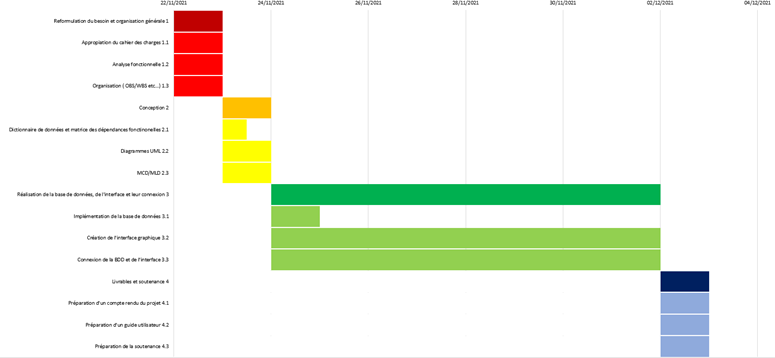 22/11/2021 24/11/2021 26/11/2021 28/11/2021 30/11/2021 02/12/2021 04/12/2021
Reformulation du besoin et organisation générale 1
Appropiation du cahier des charges 1.1
Analyse fonctionnelle 1.2
Organisation ( OBS/WBS etc...) 1.3
Conception 2
Dictionnaire de données et matrice des dépendances fonctinonelles 2.1
Diagrammes UML 2.2
MCD/MLD 2.3
Réalisation de la base de données, de l'interface et leur connexion 3
Implémentation de la base de données 3.1
Création de l'interface graphique 3.2
Connexion de la BDD et de l'interface 3.3
Livrables et soutenance 4
Préparation d'un compte rendu du projet 4.1
Préparation d'un guide utilisateur 4.2
Préparation de la soutenance 4.3